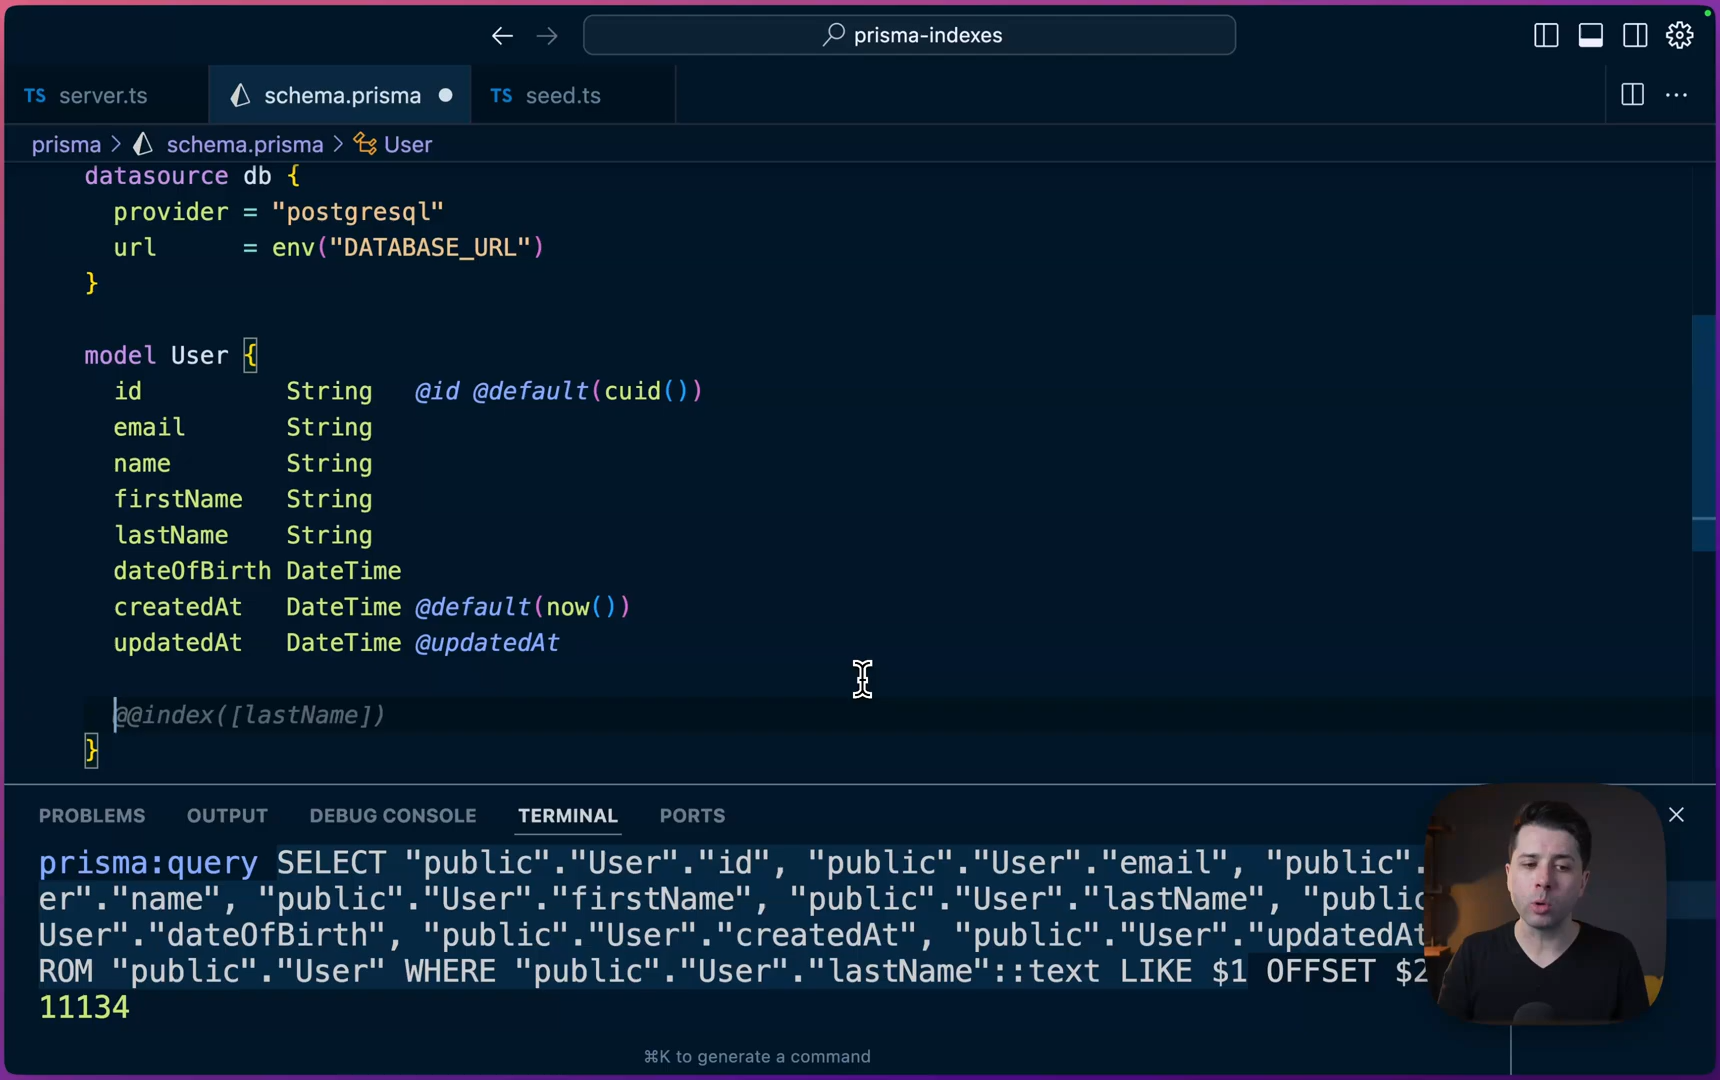 prisma-indexes
TS server.ts
schema.prisma
TS seed.ts
prisma > schema.prisma > User
datasource db {
provider = "postgresql"
url = env("DATABASE_URL")
}
model User {
id String @id @default(cuid())
email String
name String
firstName String
lastName String
dateOfBirth DateTime
createdAt DateTime @default(now())
updatedAt DateTime @updatedAt
@@index([lastName])
}
PROBLEMS OUTPUT DEBUG CONSOLE TERMINAL PORTS
prisma:query SELECT "public"."User"."id", "public"."User"."email", "public".
er"."name", "public"."User"."firstName", "public"."User"."lastName", "public
User"."dateOfBirth", "public"."User"."createdAt", "public"."User"."updatedAt
ROM "public"."User" WHERE "public"."User"."lastName"::text LIKE $1 OFFSET $2
11134
⌘K to generate a command